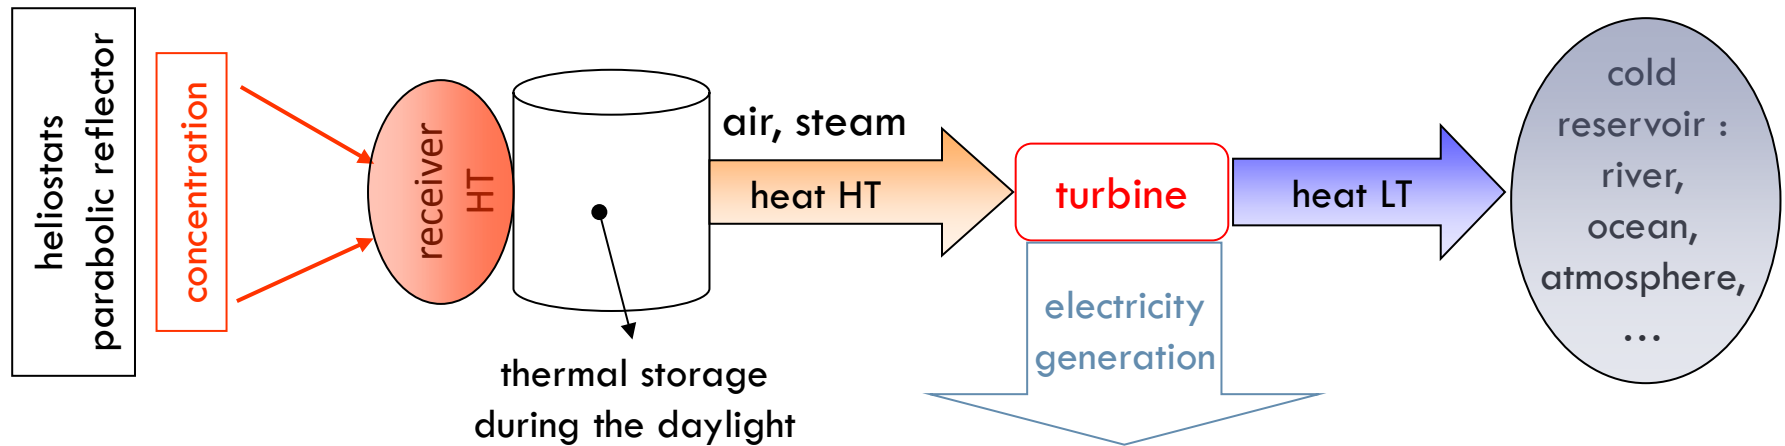 heliostats
parabolic reflector
concentration
receiver
HT
thermal storage
during the daylight
air, steam
heat HT
turbine
electricity
generation
heat LT
cold
reservoir :
river,
ocean,
atmosphere,
...